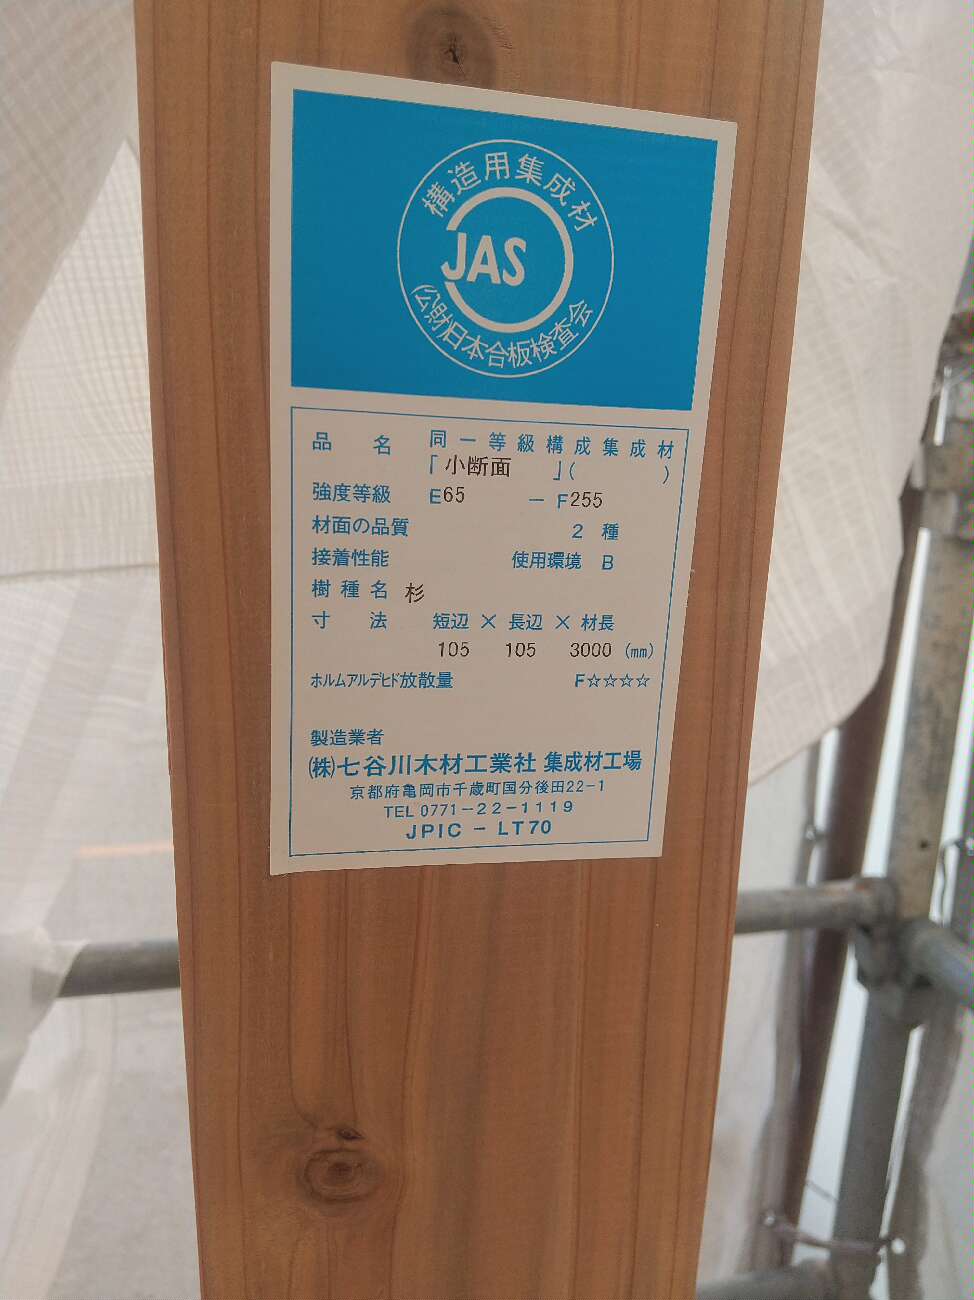 構造用集成材
JAS
(公財)日本合板検査会
品 名 同一等級構成集成材
「小断面 」( )
強度等級 E65 － F255
材面の品質 2 種
接着性能 使用環境 B
樹種名 杉
寸 法 短辺 × 長辺 × 材長
105 105 3000 (㎜)
ホルムアルデヒド放散量 F☆☆☆☆
製造業者
㈱七谷川木材工業社 集成材工場
京都府亀岡市千歳町国分後田22-1
TEL 0771-22-1119
JPIC - LT70